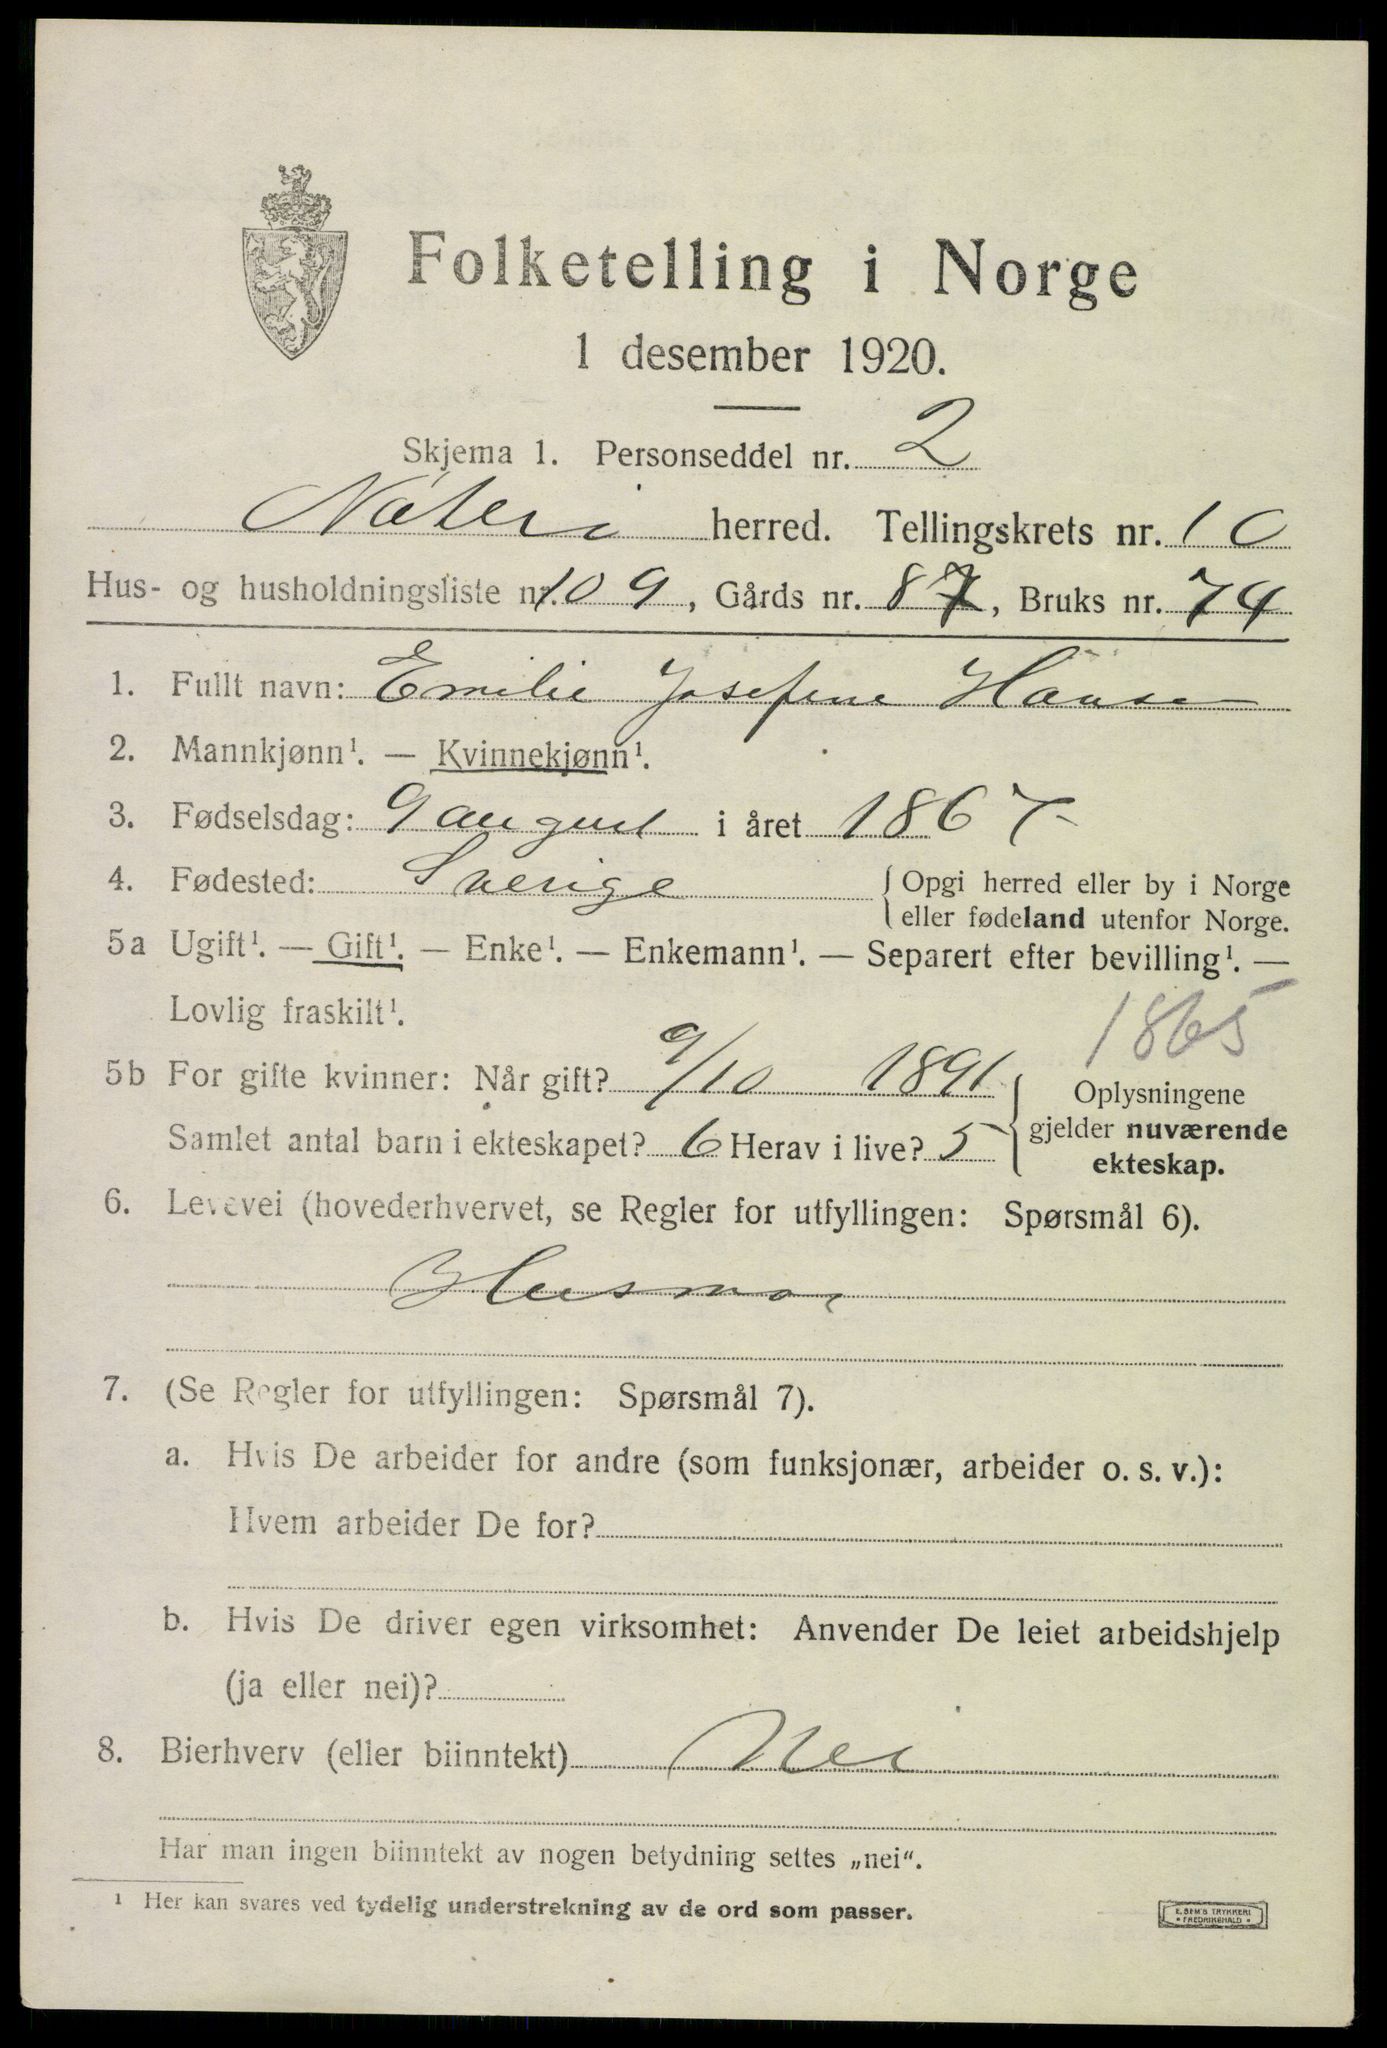 Folketelling i Norge
1 desember 1920.
Skjema 1. Personseddel nr. 2
herred. Tellingskrets nr. 10
Hus- og husholdningsliste nr. 109, Gårds nr. 87, Bruks nr. 74
1. Fullt navn: Emilie Josefine Hansen
2. Mannkjønn¹. — Kvinnekjønn¹.
3. Fødselsdag: 9 august i året 1867
4. Fødested: Sverige { Opgi herred eller by i Norge
eller fødeland utenfor Norge.
5a Ugift¹. — Gift¹. — Enke¹. — Enkemann¹. — Separert efter bevilling¹. —
Lovlig fraskilt¹.
1865
5b For gifte kvinner: Når gift? 9/10 1891
Samlet antal barn i ekteskapet? 6 Herav i live? 5
Oplysningene
gjelder nuværende
ekteskap.
6. Levevei (hovederhvervet, se Regler for utfyllingen: Spørsmål 6).
Husmor
7. (Se Regler for utfyllingen: Spørsmål 7).
a. Hvis De arbeider for andre (som funksjonær, arbeider o. s. v.):
Hvem arbeider De for?
b. Hvis De driver egen virksomhet: Anvender De leiet arbeidshjelp
(ja eller nei)?
8. Bierhverv (eller biinntekt) Nei
Har man ingen biinntekt av nogen betydning settes „nei“.
¹ Her kan svares ved tydelig understrekning av de ord som passer.
E. SEM'S TRYKKERI
• FREDRIKSHALD •